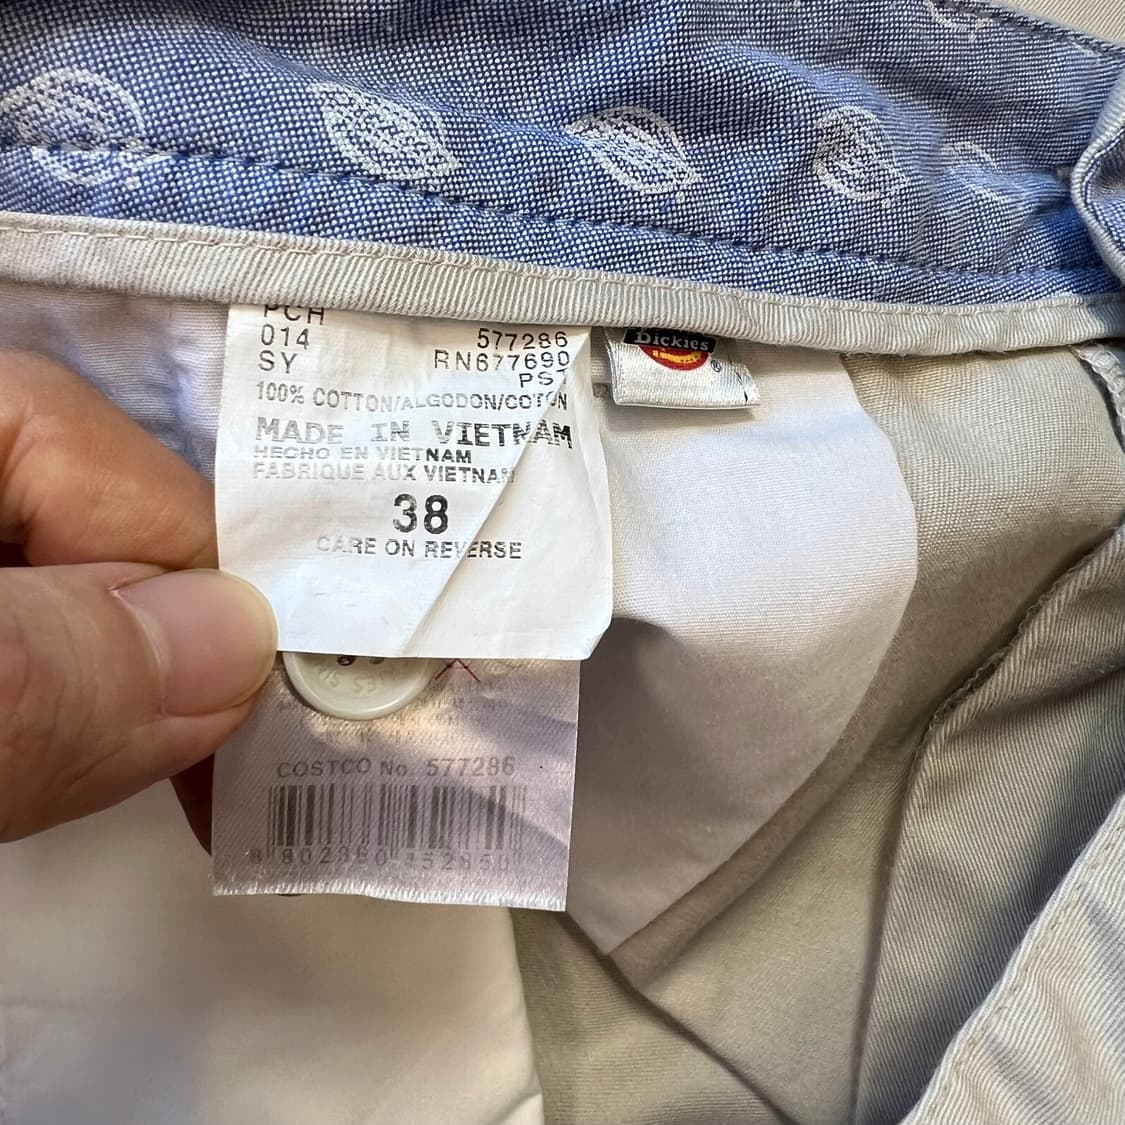 PCH
014 577286
SY RN677690
PST
100% COTTON/ALGODON/COTON
MADE IN VIETNAM
HECHO EN VIETNAM
FABRIQUE AUX VIETNAM
38
CARE ON REVERSE
Dickies
®
COSTCO No. 577286